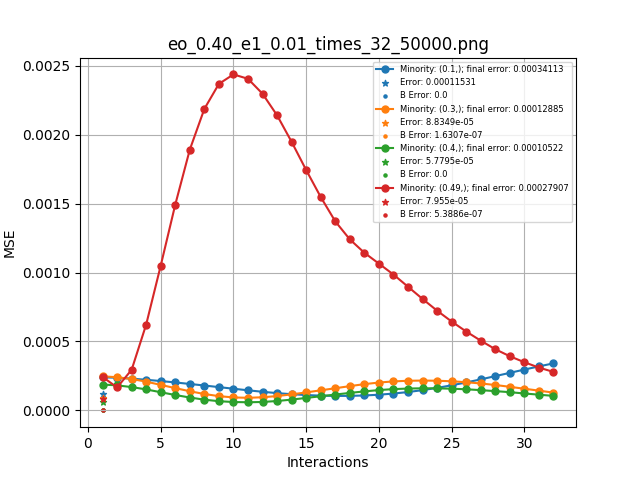 eo_0.40_e1_0.01_times_32_50000.png
MSE
0.0025
0.0020
0.0015
0.0010
0.0005
0.0000
Minority: (0.1,); final error: 0.00034113
Error: 0.00011531
B Error: 0.0
Minority: (0.3,); final error: 0.00012885
Error: 8.8349e-05
B Error: 1.6307e-07
Minority: (0.4,); final error: 0.00010522
Error: 5.7795e-05
B Error: 0.0
Minority: (0.49,); final error: 0.00027907
Error: 7.955e-05
B Error: 5.3886e-07
0 5 10 15 20 25 30
Interactions